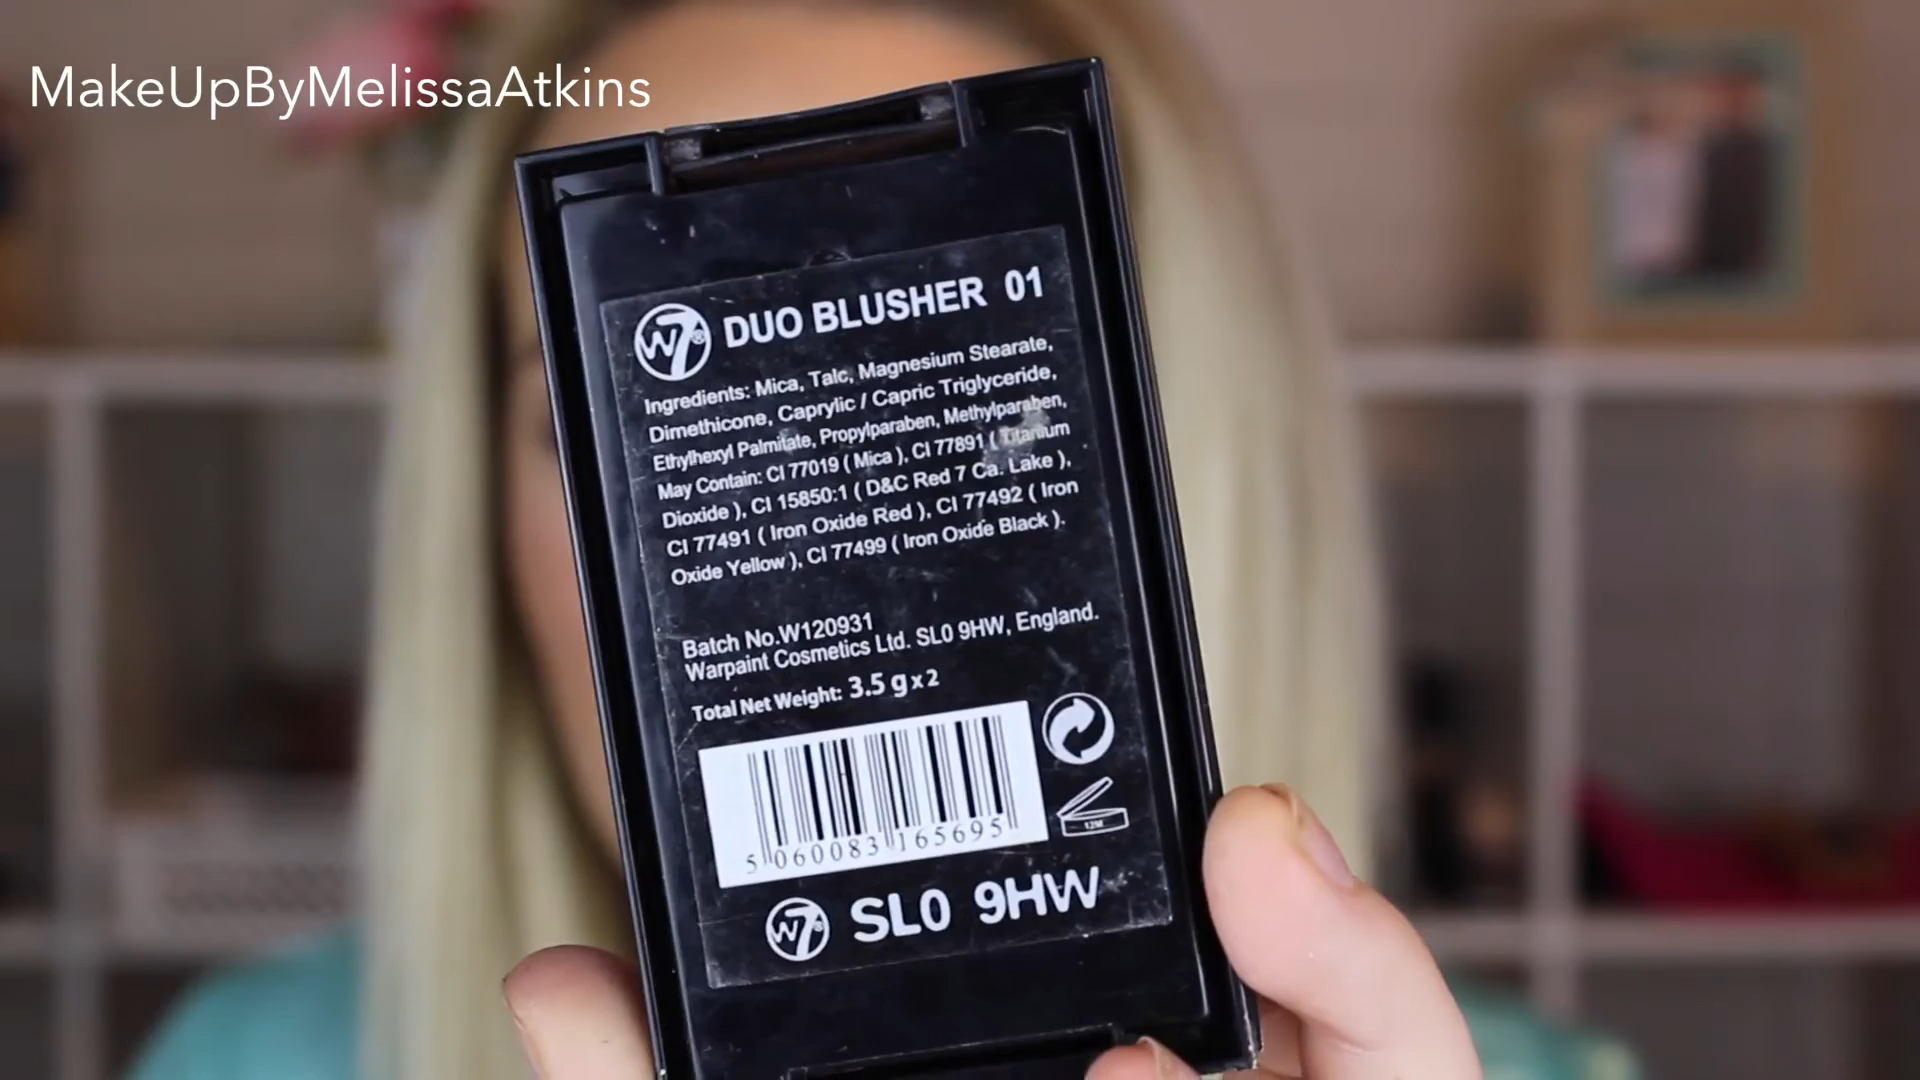 MakeUpByMelissaAtkins
W7® DUO BLUSHER 01
Ingredients: Mica, Talc, Magnesium Stearate,
Dimethicone, Caprylic / Capric Triglyceride,
Ethylhexyl Palmitate, Propylparaben, Methylparaben,
May Contain: CI 77019 ( Mica ), CI 77891 ( Titanium
Dioxide ), CI 15850:1 ( D&C Red 7 Ca. Lake ),
CI 77491 ( Iron Oxide Red ), CI 77492 ( Iron
Oxide Yellow ), CI 77499 ( Iron Oxide Black ).
Batch No.W120931
Warpaint Cosmetics Ltd. SL0 9HW, England.
Total Net Weight: 3.5 g x 2
5 060083 165695
12M
W7® SL0 9HW